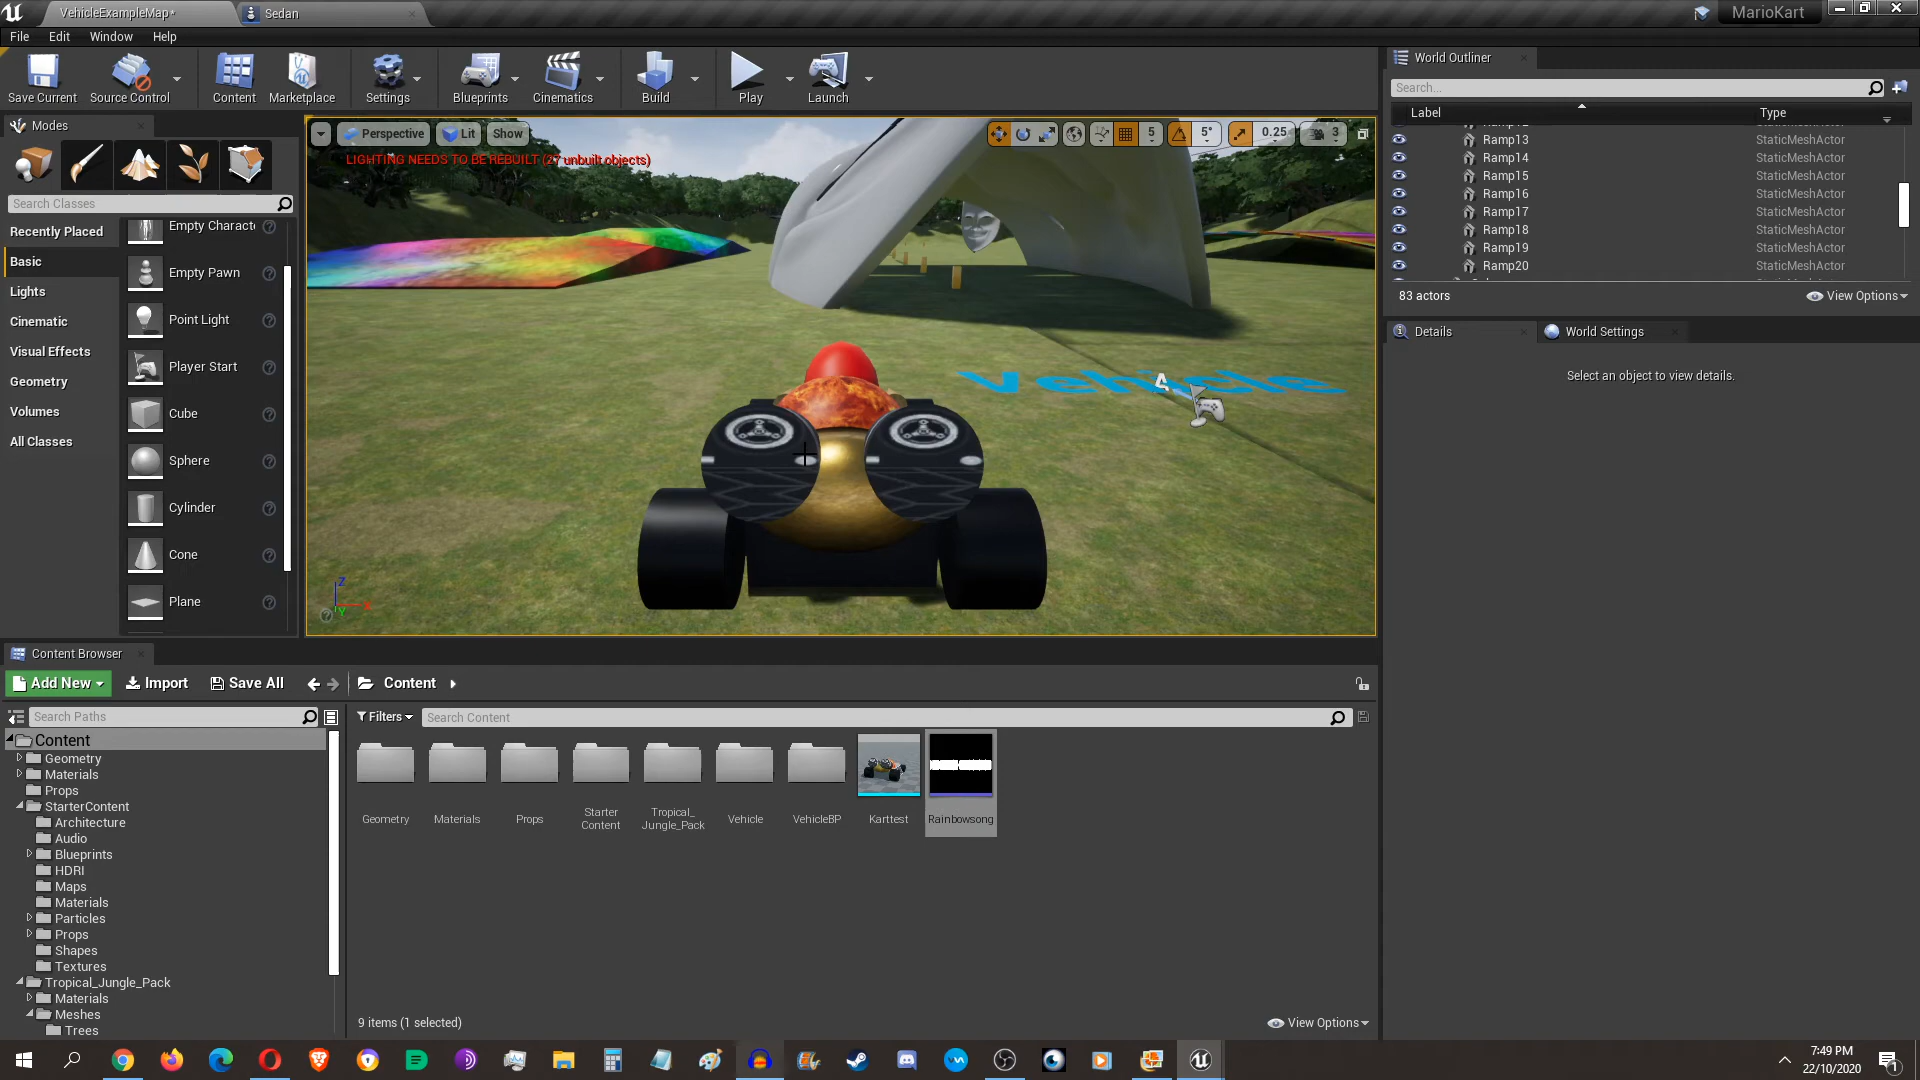 VehicleExampleMap*
Sedan
MarioKart
File
Edit
Window
Help
Save Current
Source Control
Content
Marketplace
Settings
Blueprints
Cinematics
Build
Play
Launch
Modes
Search Classes
Recently Placed
Basic
Lights
Cinematic
Visual Effects
Geometry
Volumes
All Classes
Empty Charact
Empty Pawn
Point Light
Player Start
Cube
Sphere
Cylinder
Cone
Plane
Perspective
Lit
Show
5
5°
0.25
3
LIGHTING NEEDS TO BE REBUILT (27 unbuilt objects)
Vehicle
A
Z
X
Y
World Outliner
Search...
Label
Type
Ramp13
StaticMeshActor
Ramp14
StaticMeshActor
Ramp15
StaticMeshActor
Ramp16
StaticMeshActor
Ramp17
StaticMeshActor
Ramp18
StaticMeshActor
Ramp19
StaticMeshActor
Ramp20
StaticMeshActor
83 actors
View Options
Details
World Settings
Select an object to view details.
Content Browser
Add New
Import
Save All
Content
Search Paths
Filters
Search Content
Content
Geometry
Materials
Props
StarterContent
Architecture
Audio
Blueprints
HDRI
Maps
Materials
Particles
Props
Shapes
Textures
Tropical_Jungle_Pack
Materials
Meshes
Trees
Geometry
Materials
Props
Starter
Content
Tropical_
Jungle_Pack
Vehicle
VehicleBP
Karttest
Rainbowsong
9 items (1 selected)
View Options
7:49 PM
22/10/2020
1